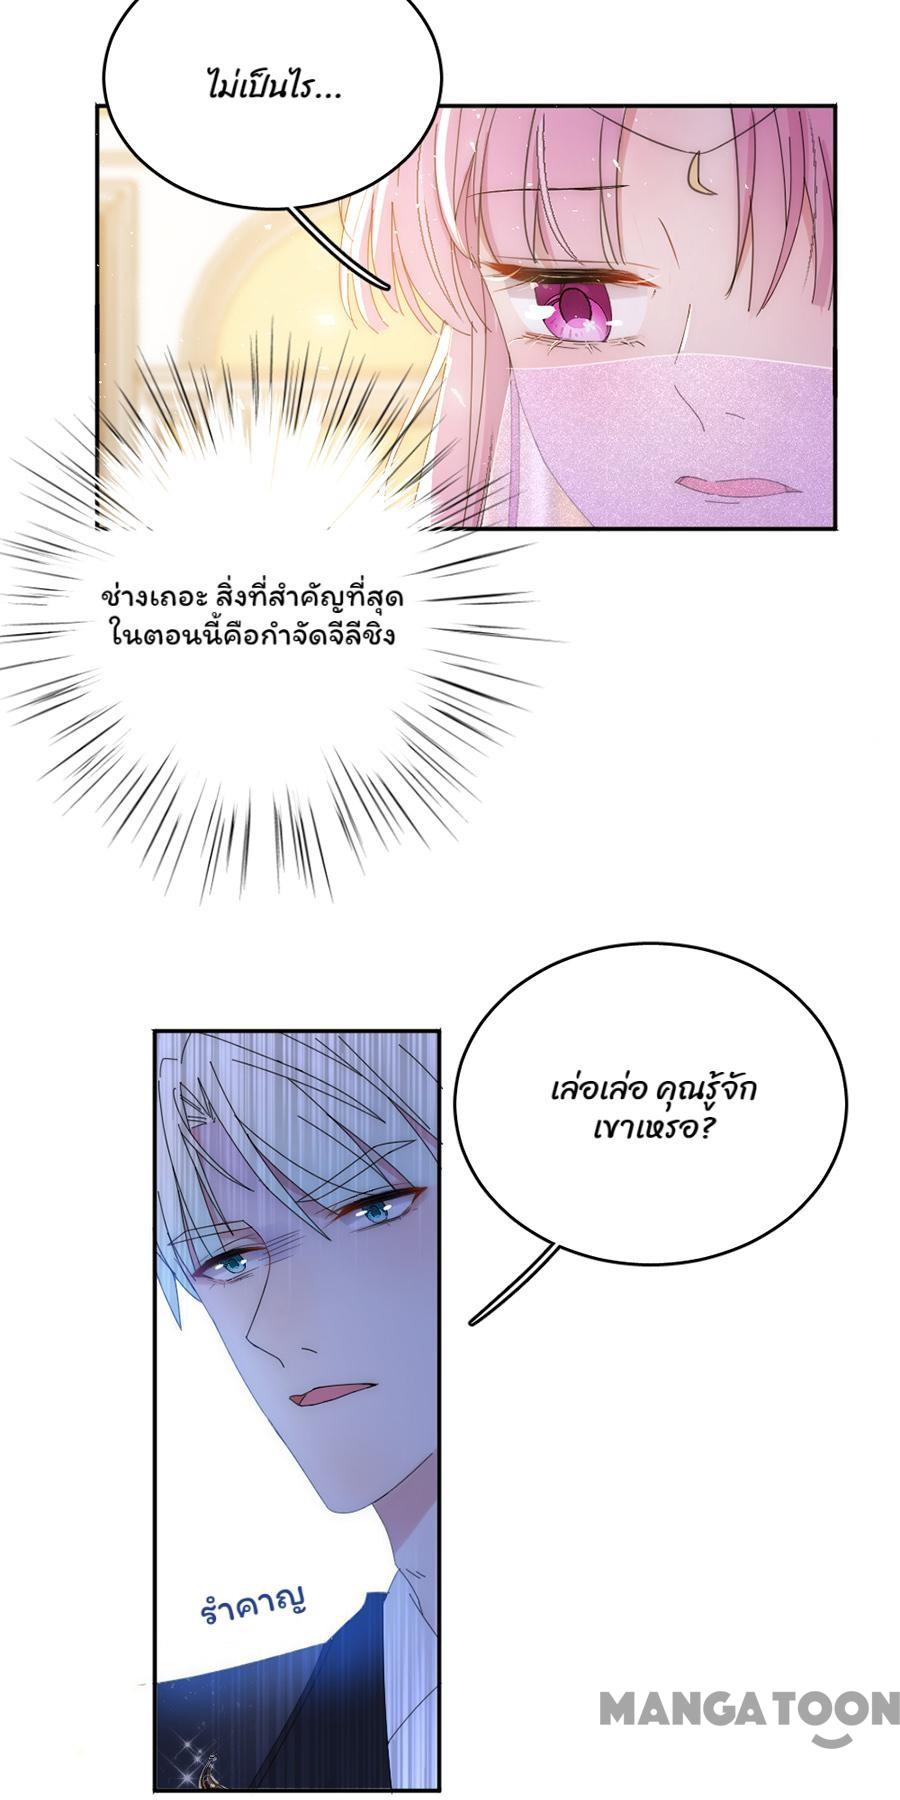 ไม่เป็นไร...
ช่างเถอะ สิ่งที่สำคัญที่สุด
ในตอนนี้คือกำจัดจีลีชิง
เล่อเล่อ คุณรู้จัก
เขาเหรอ?
รำคาญ
MANGATOON